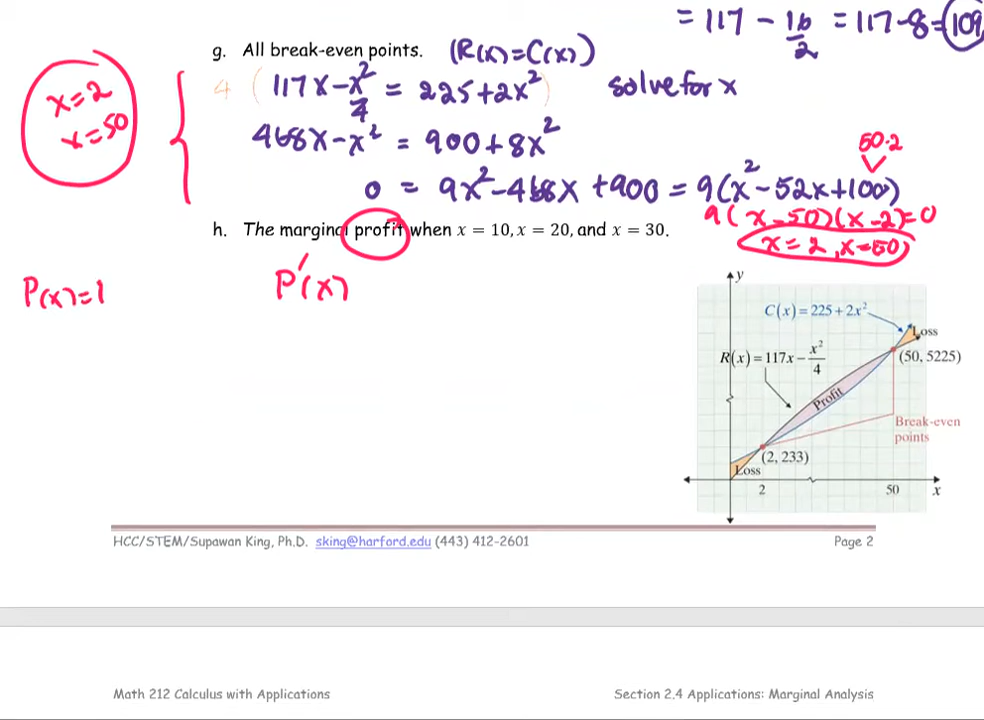 = 117 - 16/2 = 117-8 = 109
g. All break-even points. (R(x)=C(x))
4 ( 117x - x²/4 = 225+2x² ) solve for x
x=2
x=50
468x - x² = 900+8x²
50·2
0 = 9x²-468x+900 = 9(x²-52x+100)
9(x-50)(x-2)=0
h. The marginal profit when x = 10, x = 20, and x = 30.
x=2, x=50
P(x)=1
P'(x)
y
C(x) = 225 + 2x²
Loss
R(x) = 117x - x²/4
(50, 5225)
Profit
Break-even
points
(2, 233)
Loss
2
50
x
HCC/STEM/Supawan King, Ph.D. sking@harford.edu (443) 412-2601
Page 2
Math 212 Calculus with Applications
Section 2.4 Applications: Marginal Analysis